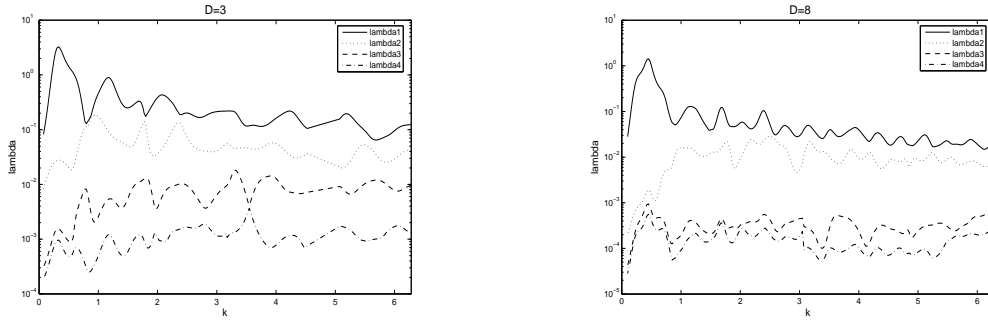 D=3
lambda
10^1
10^0
10^-1
10^-2
10^-3
10^-4
0 1 2 3 4 5 6
k
lambda1
lambda2
lambda3
lambda4
D=8
lambda
10^1
10^0
10^-1
10^-2
10^-3
10^-4
10^-5
0 1 2 3 4 5 6
k
lambda1
lambda2
lambda3
lambda4